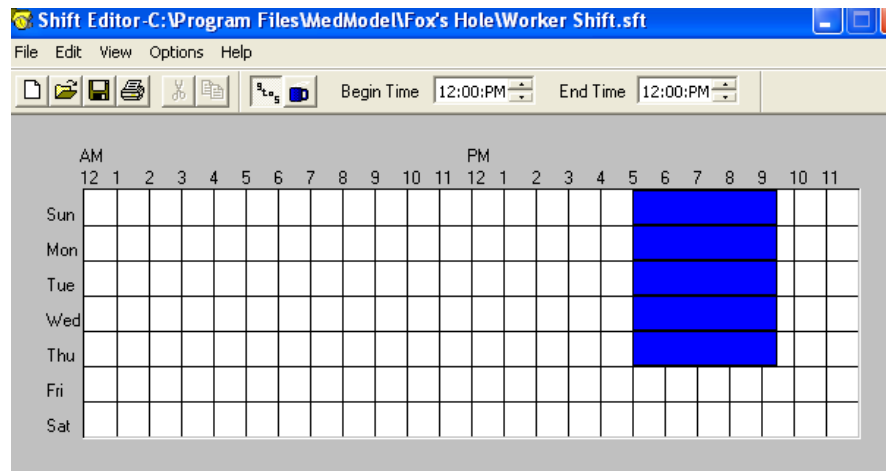 Shift Editor-C:\Program Files\MedModel\Fox's Hole\Worker Shift.sft
File Edit View Options Help
9 to 5 Begin Time 12:00:PM End Time 12:00:PM
AM PM
12 1 2 3 4 5 6 7 8 9 10 11 12 1 2 3 4 5 6 7 8 9 10 11
Sun
Mon
Tue
Wed
Thu
Fri
Sat